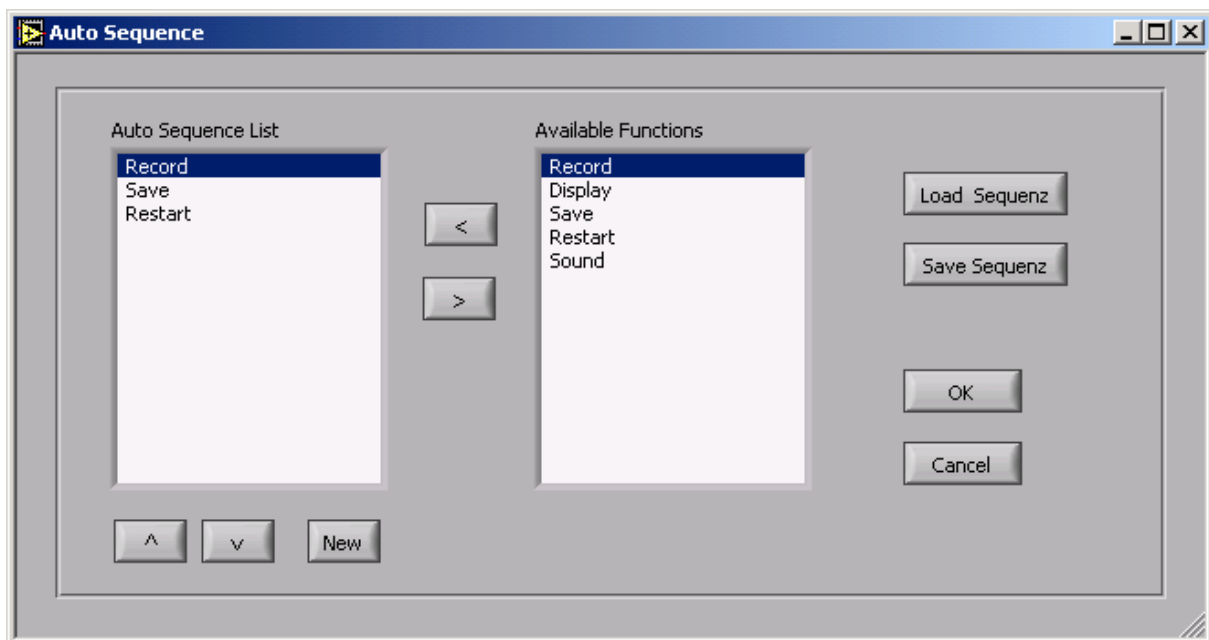 Auto Sequence
Auto Sequence List
Record
Save
Restart
<
>
Available Functions
Record
Display
Save
Restart
Sound
Load Sequenz
Save Sequenz
OK
Cancel
^
v
New